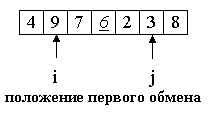 4 9 7 6 2 3 8
i j
положение первого обмена